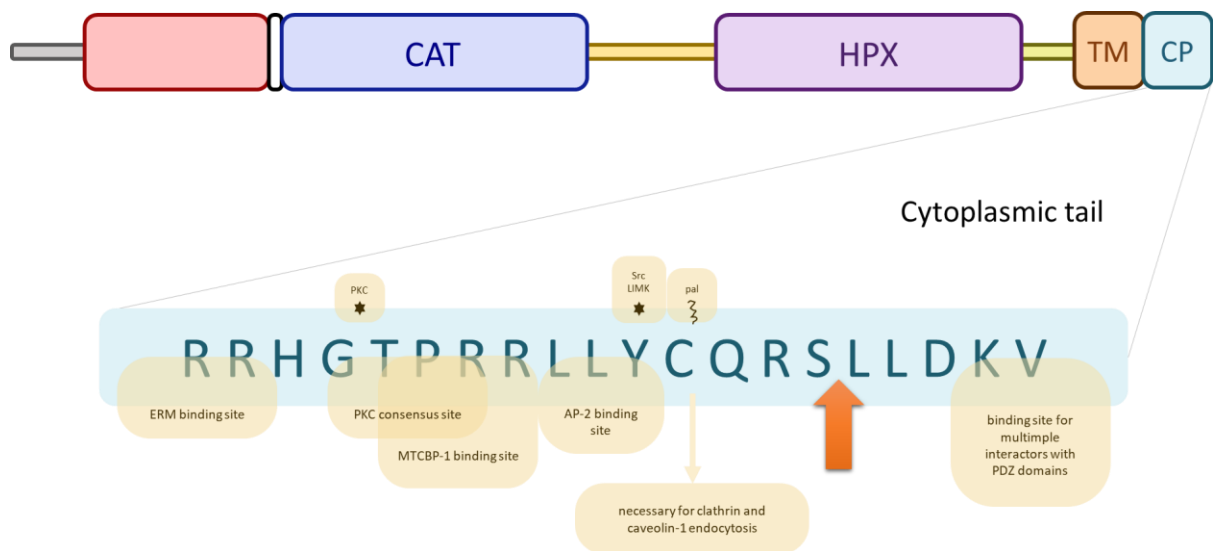 CAT
HPX
TM
CP
Cytoplasmic tail
PKC
Src
LIMK
pal
RRHGTPRRLLYCQRSLLDKV
ERM binding site
PKC consensus site
MTCBP-1 binding site
AP-2 binding
site
binding site for
multimple
interactors with
PDZ domains
necessary for clathrin and
caveolin-1 endocytosis